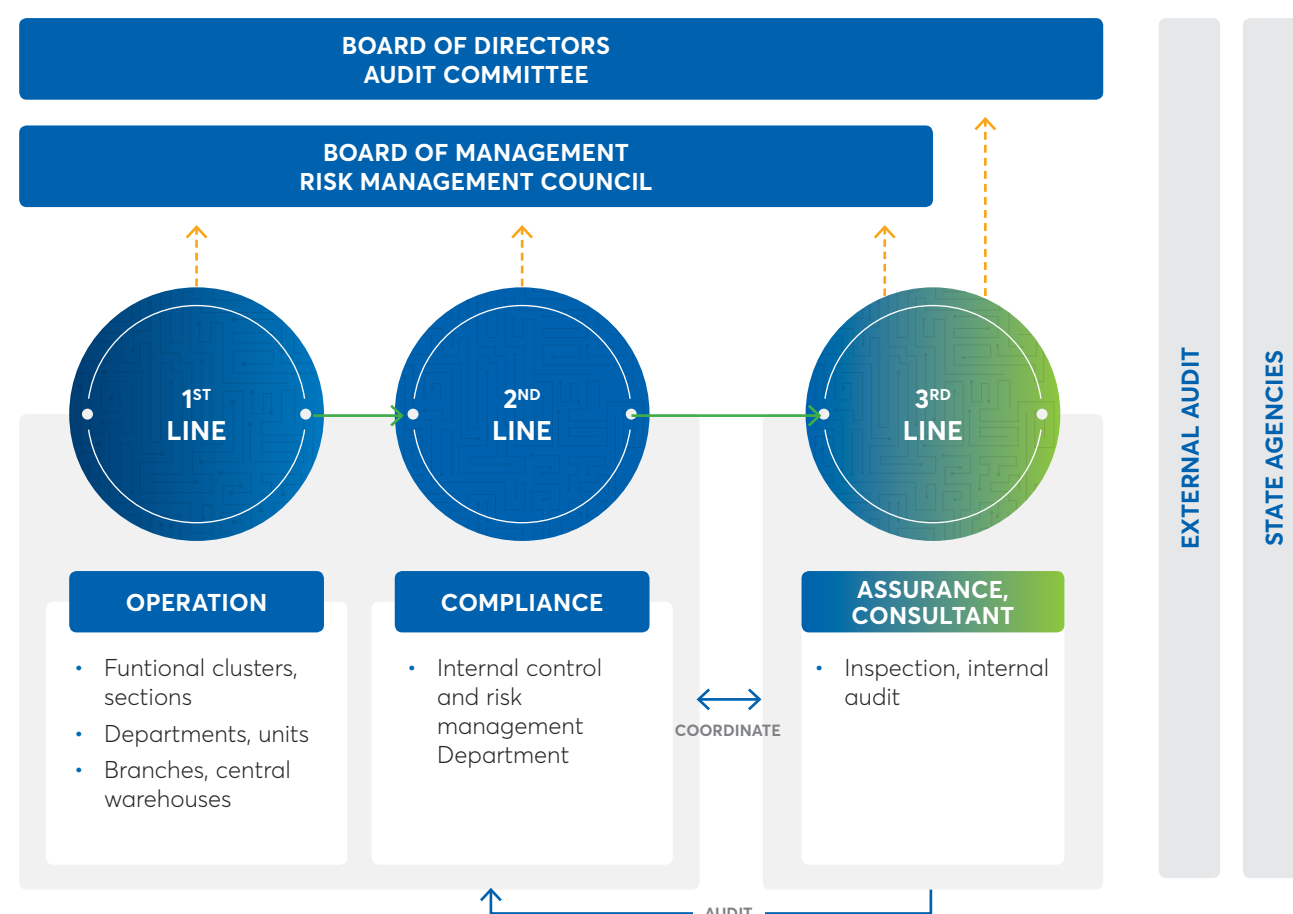 BOARD OF DIRECTORS
AUDIT COMMITTEE
BOARD OF MANAGEMENT
RISK MANAGEMENT COUNCIL
1ST
LINE
2ND
LINE
3RD
LINE
OPERATION
• Funtional clusters,
sections
• Departments, units
• Branches, central
warehouses
COMPLIANCE
• Internal control
and risk
management
Department
COORDINATE
ASSURANCE,
CONSULTANT
• Inspection, internal
audit
AUDIT
EXTERNAL AUDIT
STATE AGENCIES